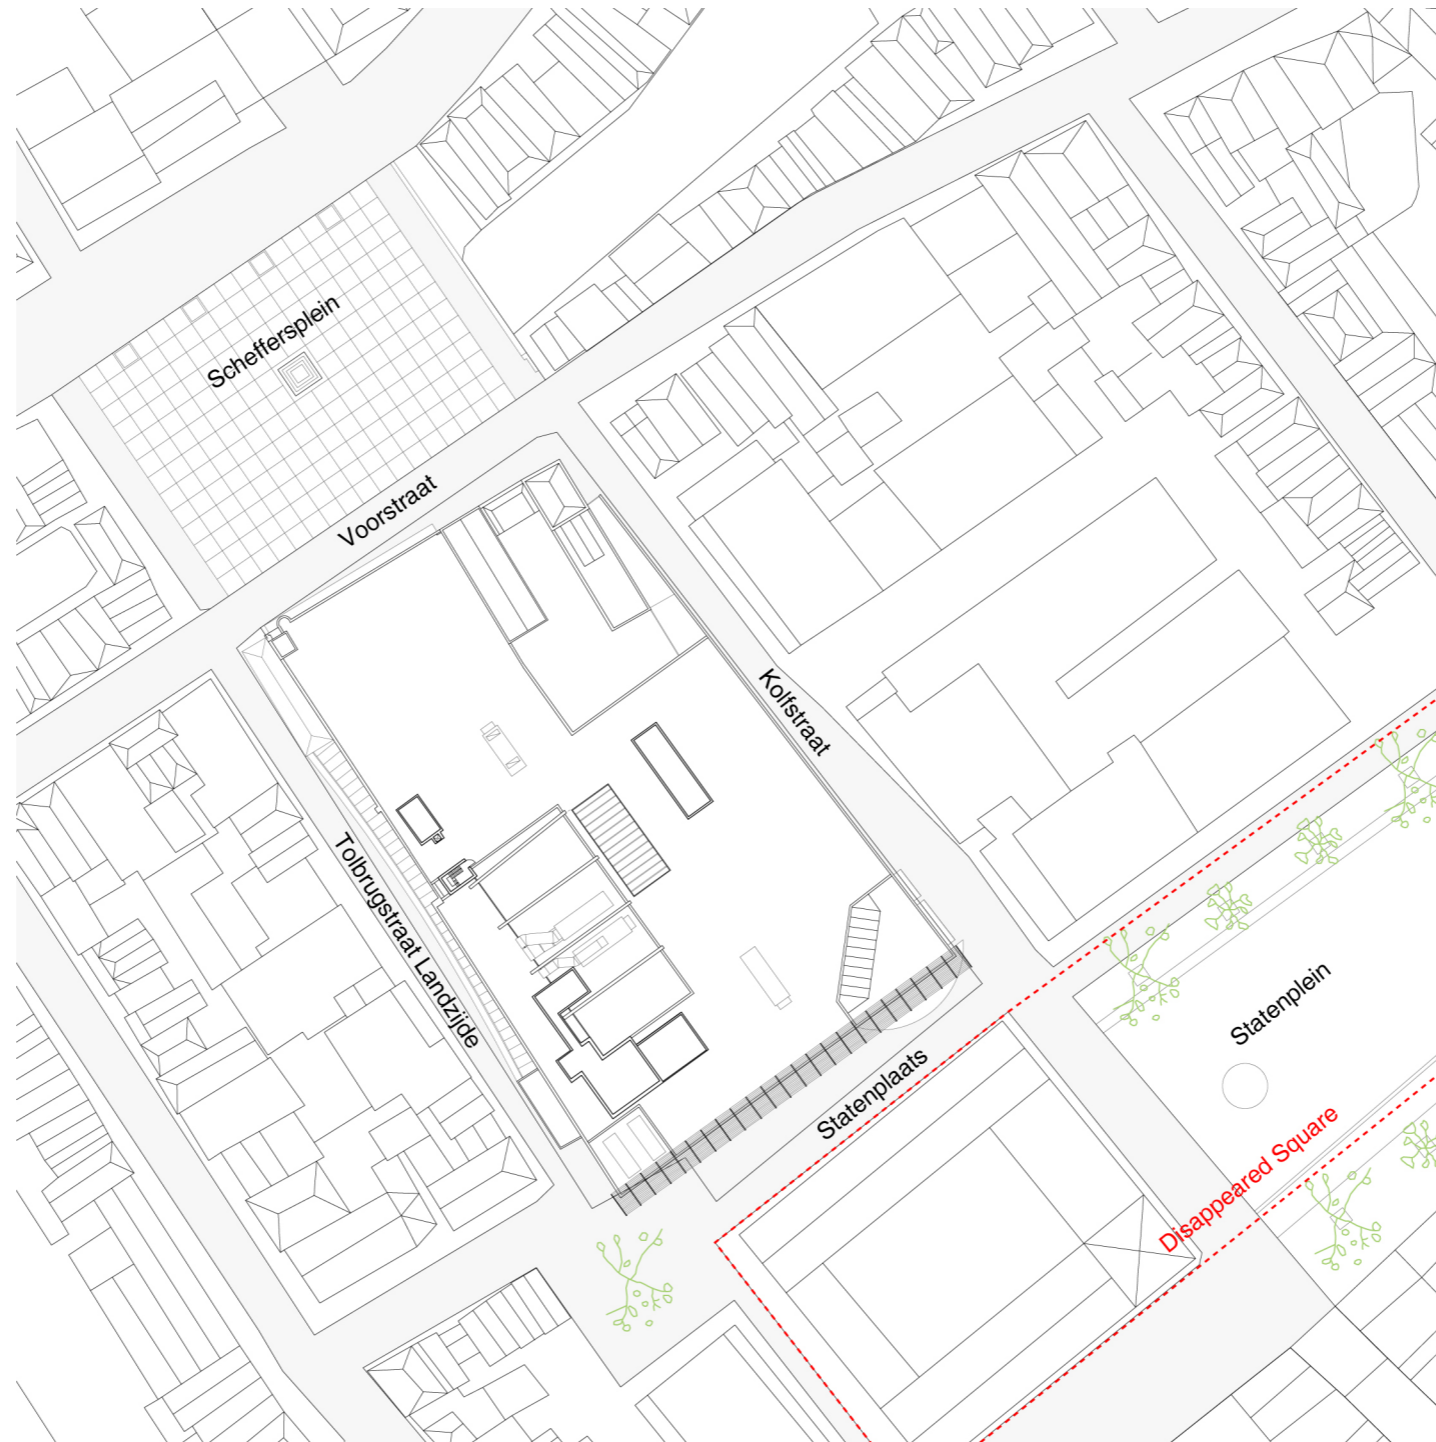 Scheffersplein
Voorstraat
Kolfstraat
Tolbrugstraat Landzijde
Statenplein
Statenplaats
Disappeared Square